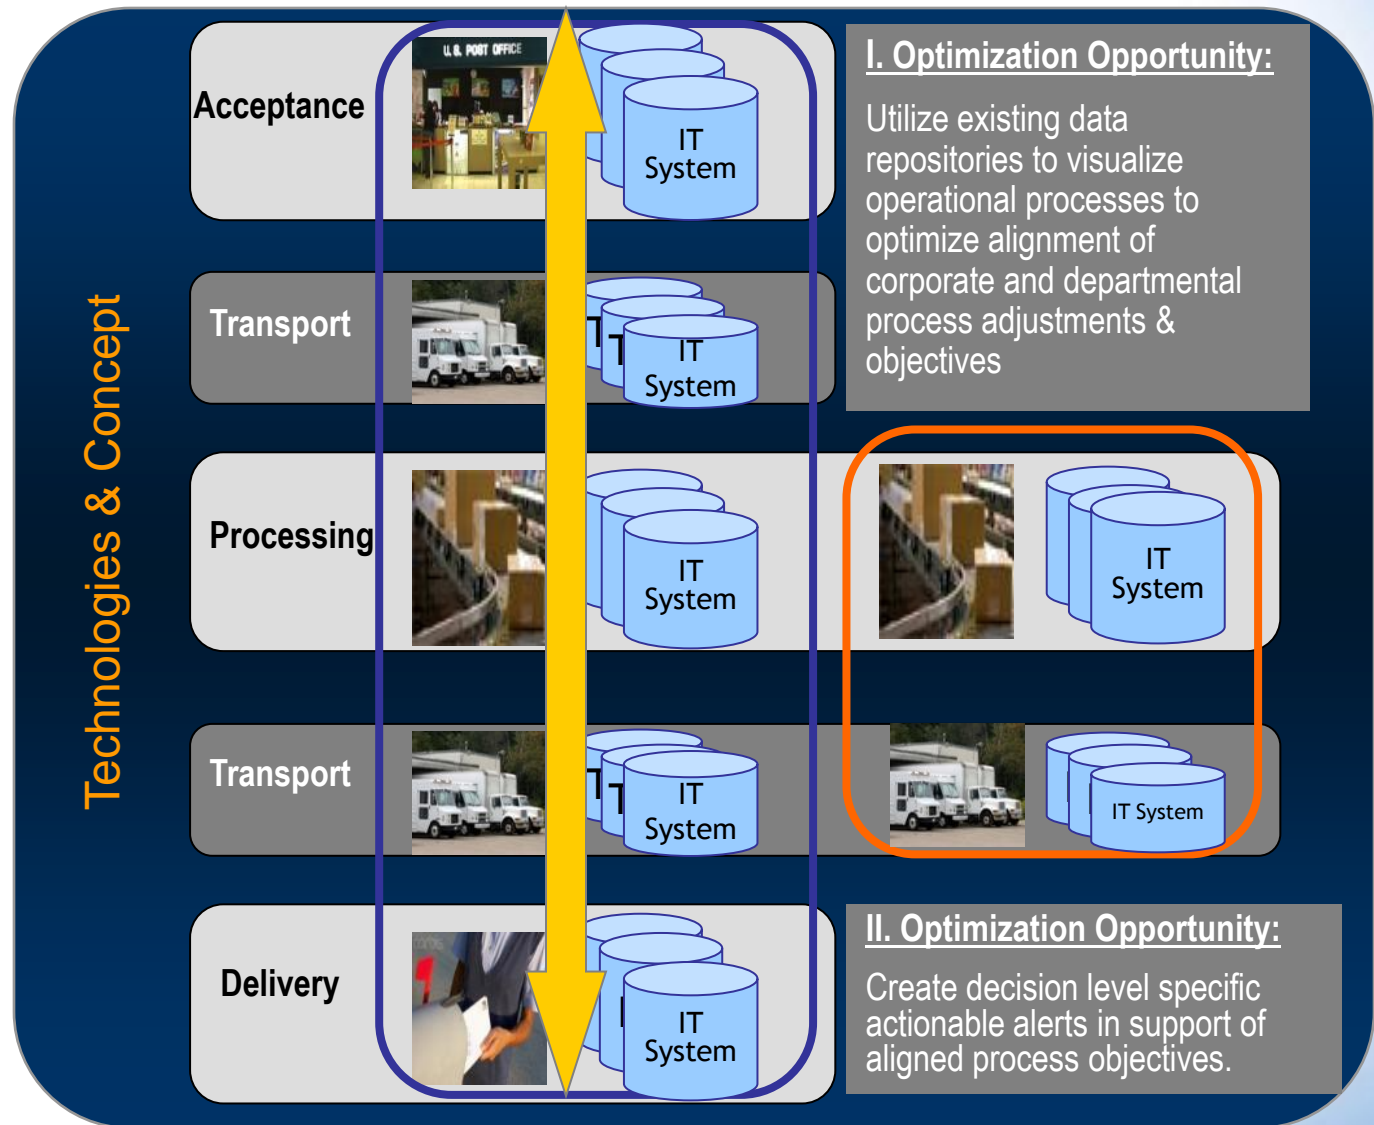 Technologies & Concept
Acceptance
U. S. POST OFFICE
IT
System
I. Optimization Opportunity:
Utilize existing data
repositories to visualize
operational processes to
optimize alignment of
corporate and departmental
process adjustments &
objectives
Transport
IT
System
Processing
IT
System
IT
System
Transport
IT
System
IT System
Delivery
IT
System
II. Optimization Opportunity:
Create decision level specific
actionable alerts in support of
aligned process objectives.